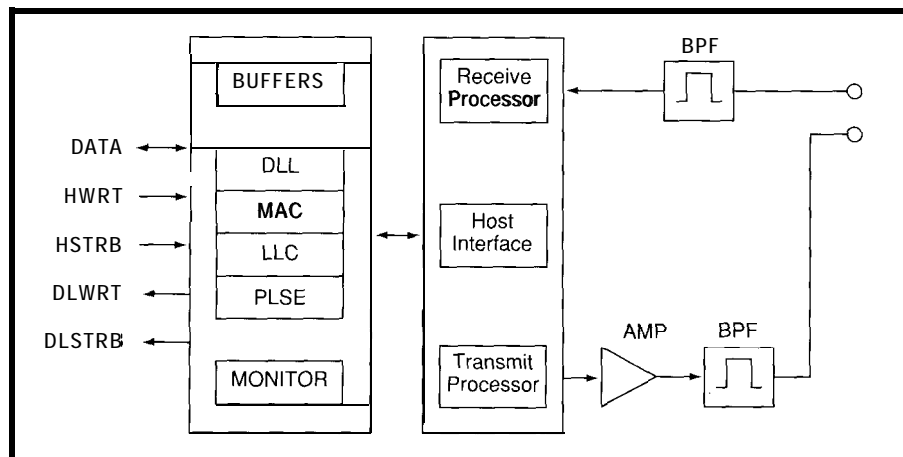 BUFFERS
DATA
HWRT
HSTRB
DLWRT
DLSTRB
DLL
MAC
LLC
PLSE
MONITOR
Receive
Processor
Host
Interface
Transmit
Processor
BPF
AMP
BPF